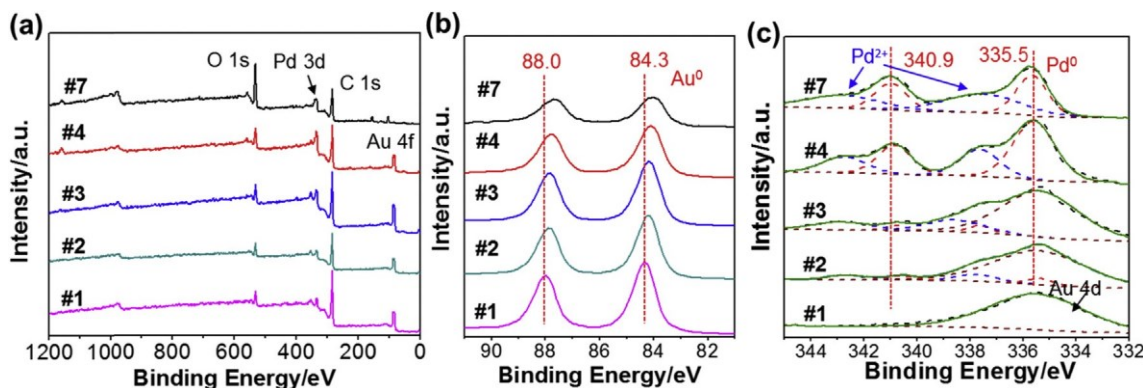 (a)
O 1s
Pd 3d
C 1s
Au 4f
#7
#4
#3
#2
#1
Intensity/a.u.
1200 1000 800 600 400 200 0
Binding Energy/eV
(b)
88.0
84.3
Au⁰
#7
#4
#3
#2
#1
Intensity/a.u.
90 88 86 84 82
Binding Energy/eV
(c)
Pd²⁺
340.9
335.5
Pd⁰
#7
#4
#3
#2
Au 4d
#1
Intensity/a.u.
344 342 340 338 336 334 332
Binding Energy/eV